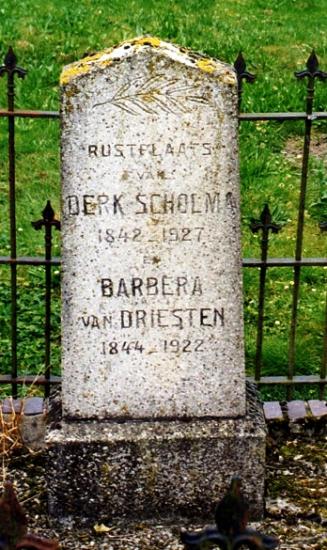 RUSTPLAATS
VAN
DERK SCHOLMA
1842-1927
EN
BARBERA
VAN DRIESTEN
1844-1922